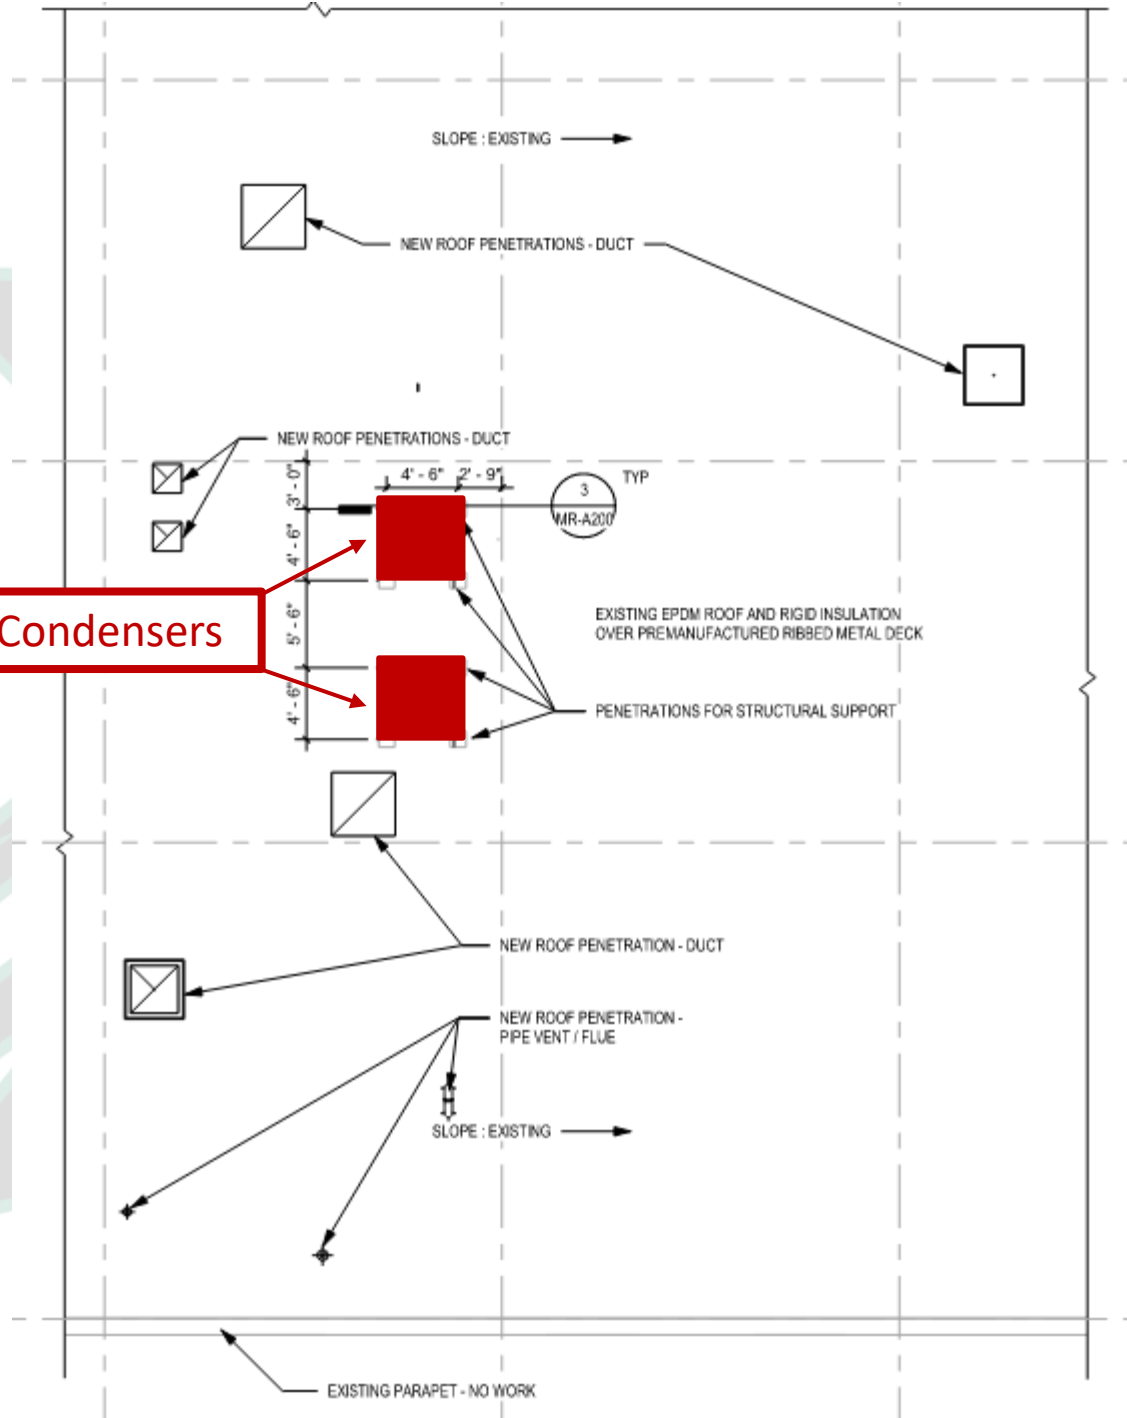 SLOPE : EXISTING
NEW ROOF PENETRATIONS - DUCT
NEW ROOF PENETRATIONS - DUCT
4' - 6" 2' - 9"
3' - 0"
3
MR-A200
TYP
4' - 6"
Condensers
5' - 6"
EXISTING EPDM ROOF AND RIGID INSULATION
OVER PREMANUFACTURED RIBBED METAL DECK
4' - 6"
PENETRATIONS FOR STRUCTURAL SUPPORT
NEW ROOF PENETRATION - DUCT
NEW ROOF PENETRATION -
PIPE VENT / FLUE
SLOPE : EXISTING
EXISTING PARAPET - NO WORK